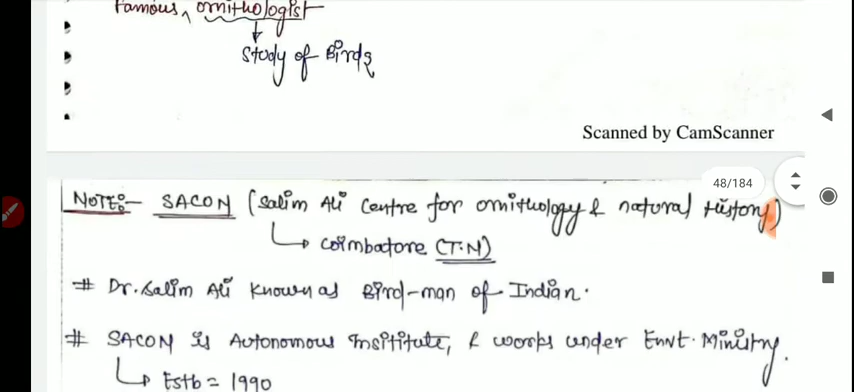 famous ^ ornithologist
Study of Birds
Scanned by CamScanner
48/184
NOTE:- SACON (Salim Ali Centre for ornithology & natural History)
Coimbatore (T.N)
# Dr. Salim Ali Known as Bird-man of Indian.
# SACON is Autonomous Institute, & works under Envt. Ministry.
Estb = 1990